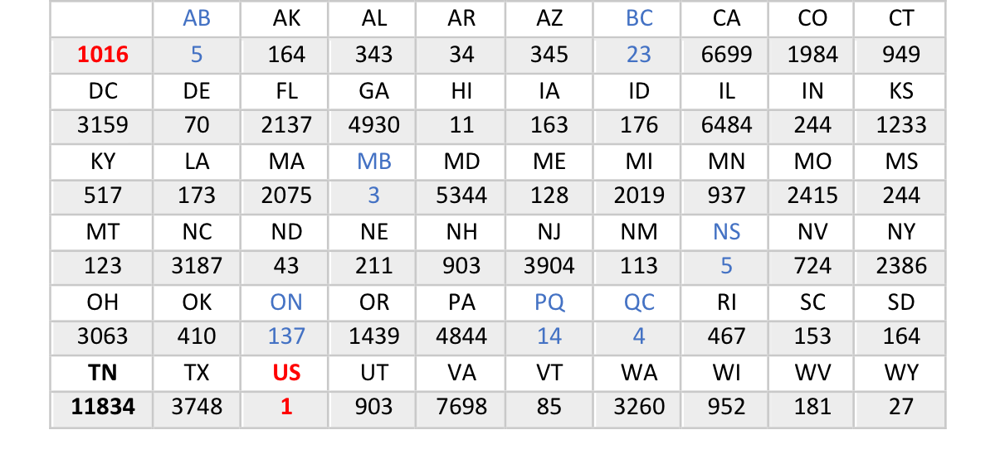 AB AK AL AR AZ BC CA CO CT
1016 5 164 343 34 345 23 6699 1984 949
DC DE FL GA HI IA ID IL IN KS
3159 70 2137 4930 11 163 176 6484 244 1233
KY LA MA MB MD ME MI MN MO MS
517 173 2075 3 5344 128 2019 937 2415 244
MT NC ND NE NH NJ NM NS NV NY
123 3187 43 211 903 3904 113 5 724 2386
OH OK ON OR PA PQ QC RI SC SD
3063 410 137 1439 4844 14 4 467 153 164
TN TX US UT VA VT WA WI WV WY
11834 3748 1 903 7698 85 3260 952 181 27